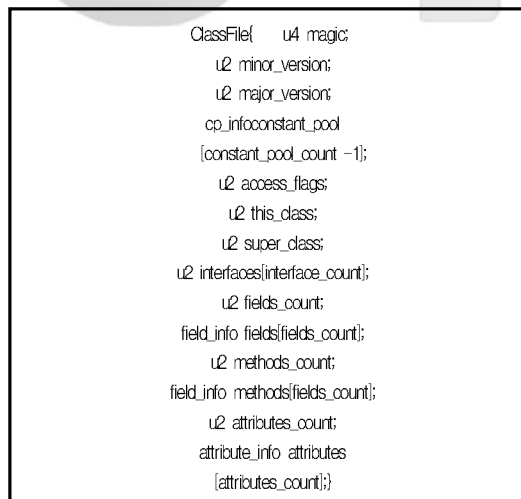 ClassFile{ u4 magic;
u2 minor_version;
u2 major_version;
cp_infoconstant_pool
[constant_pool_count -1];
u2 access_flags;
u2 this_class;
u2 super_class;
u2 interfaces[interface_count];
u2 fields_count;
field_info fields[fields_count];
u2 methods_count;
field_info methods[fields_count];
u2 attributes_count;
attribute_info attributes
[attributes_count];}